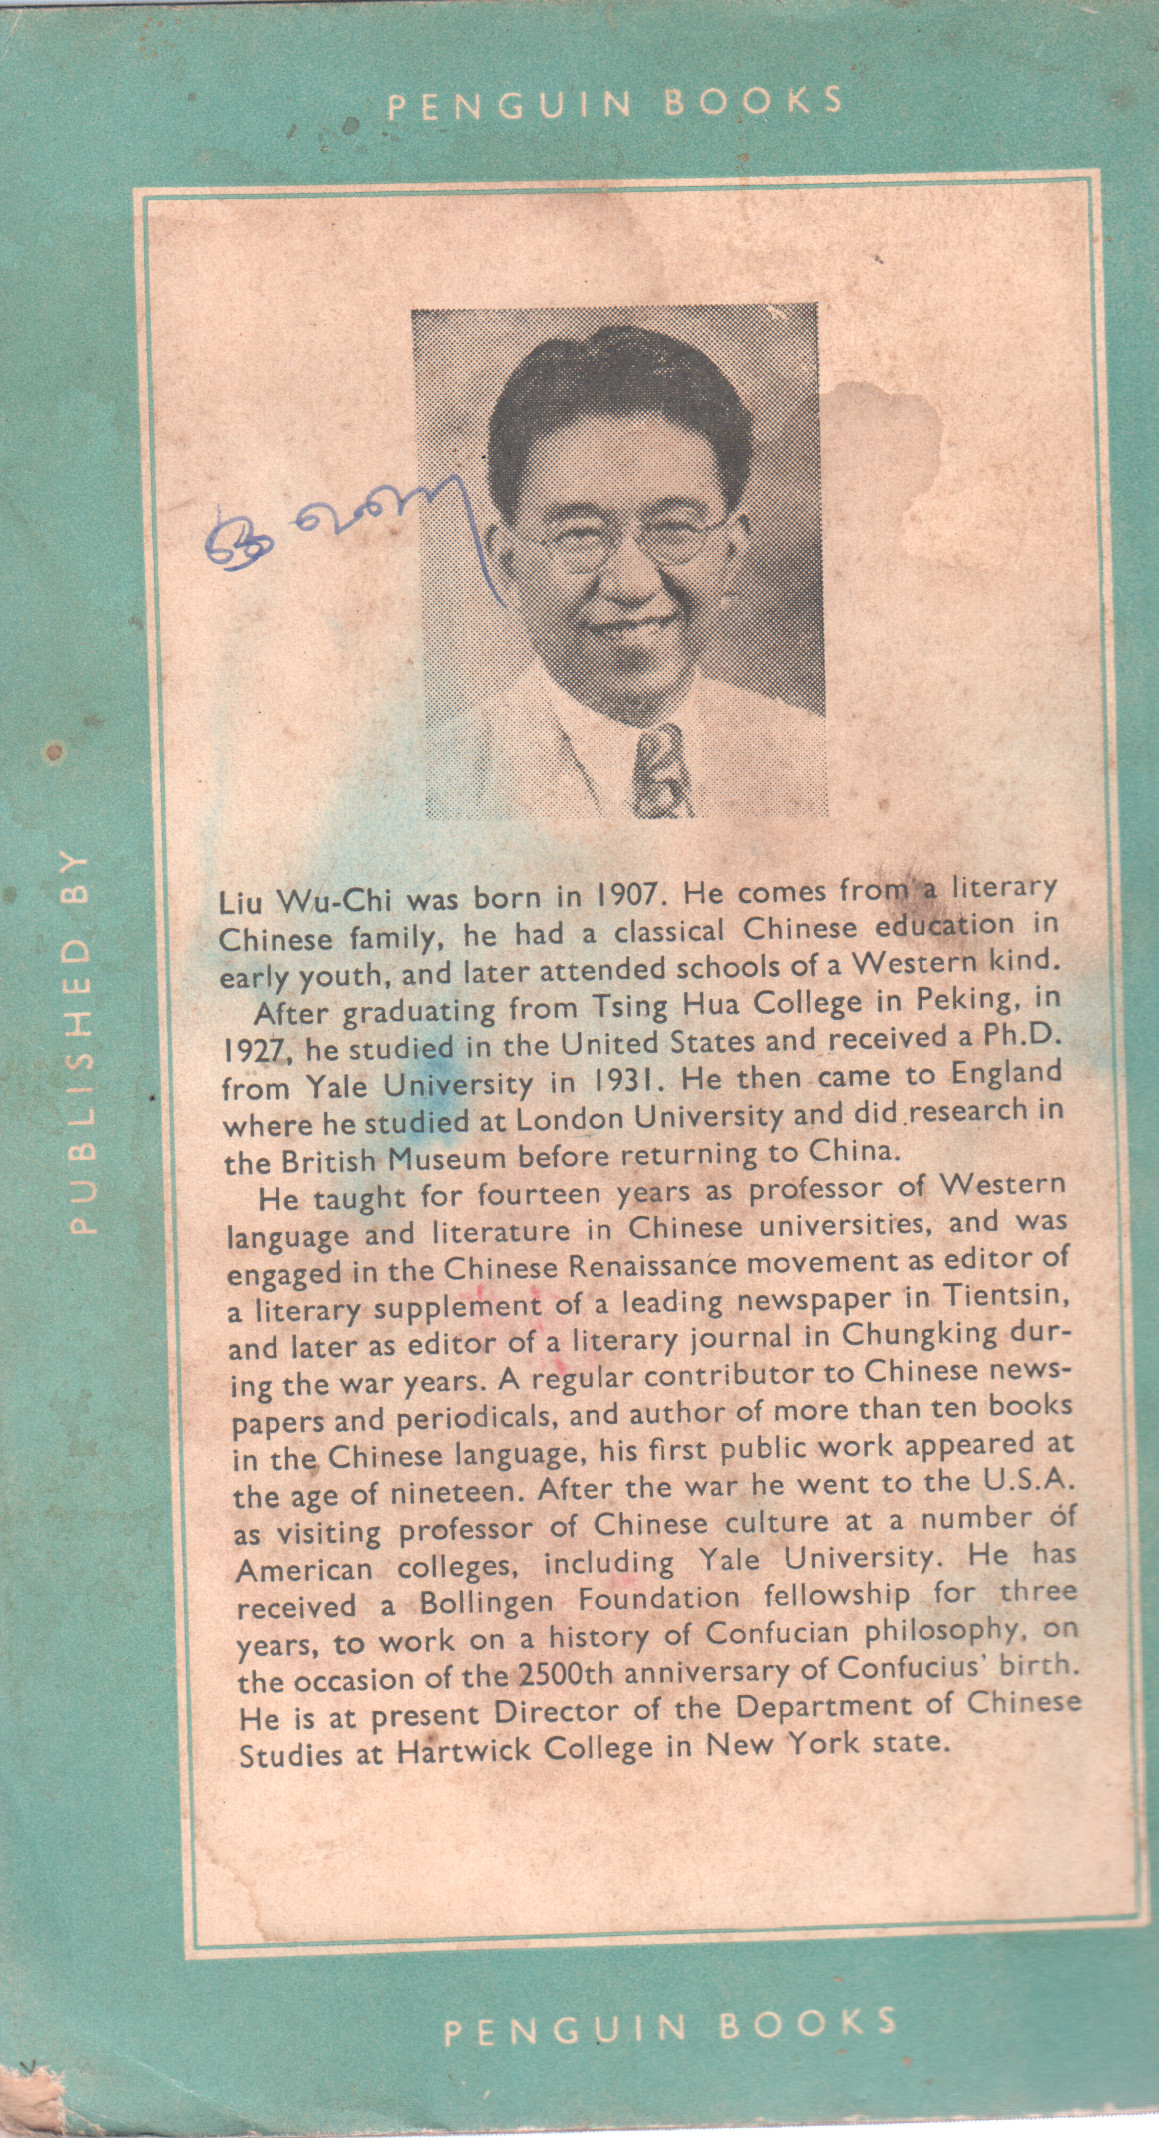 PENGUIN BOOKS
PUBLISHED BY
Liu Wu-Chi was born in 1907. He comes from a literary
Chinese family, he had a classical Chinese education in
early youth, and later attended schools of a Western kind.
After graduating from Tsing Hua College in Peking, in
1927, he studied in the United States and received a Ph.D.
from Yale University in 1931. He then came to England
where he studied at London University and did research in
the British Museum before returning to China.
He taught for fourteen years as professor of Western
language and literature in Chinese universities, and was
engaged in the Chinese Renaissance movement as editor of
a literary supplement of a leading newspaper in Tientsin,
and later as editor of a literary journal in Chungking dur-
ing the war years. A regular contributor to Chinese news-
papers and periodicals, and author of more than ten books
in the Chinese language, his first public work appeared at
the age of nineteen. After the war he went to the U.S.A.
as visiting professor of Chinese culture at a number of
American colleges, including Yale University. He has
received a Bollingen Foundation fellowship for three
years, to work on a history of Confucian philosophy, on
the occasion of the 2500th anniversary of Confucius' birth.
He is at present Director of the Department of Chinese
Studies at Hartwick College in New York state.
PENGUIN BOOKS